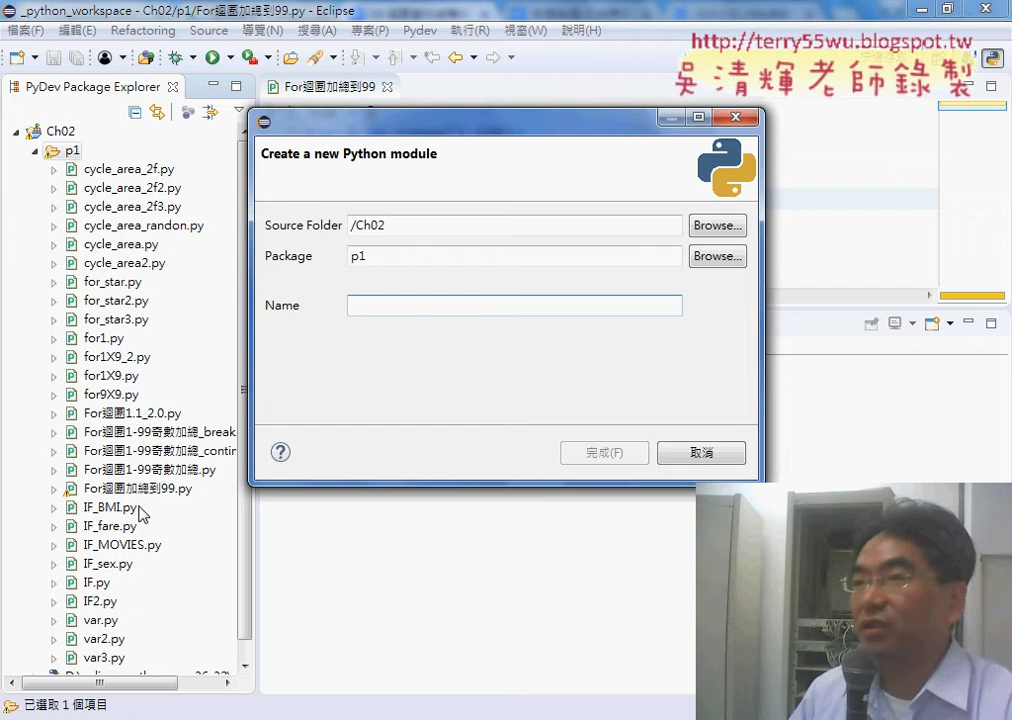 _python_workspace - Ch02/p1/For迴圈加總到99.py - Eclipse
檔案(F) 編輯(E) Refactoring Source 導覽(N) 搜尋(A) 專案(P) Pydev 執行(R) 視窗(W) 說明(H)
http://terry55wu.blogspot.tw
吳清輝老師錄製
PyDev Package Explorer
For迴圈加總到99
Ch02
p1
cycle_area_2f.py
cycle_area_2f2.py
cycle_area_2f3.py
cycle_area_randon.py
cycle_area.py
cycle_area2.py
for_star.py
for_star2.py
for_star3.py
for1.py
for1X9_2.py
for1X9.py
for9X9.py
For迴圈1.1_2.0.py
For迴圈1-99奇數加總_break
For迴圈1-99奇數加總_contin
For迴圈1-99奇數加總.py
For迴圈加總到99.py
IF_BMI.py
IF_fare.py
IF_MOVIES.py
IF_sex.py
IF.py
IF2.py
var.py
var2.py
var3.py
已選取 1 個項目
Create a new Python module
Source Folder /Ch02 Browse...
Package p1 Browse...
Name
完成(F) 取消